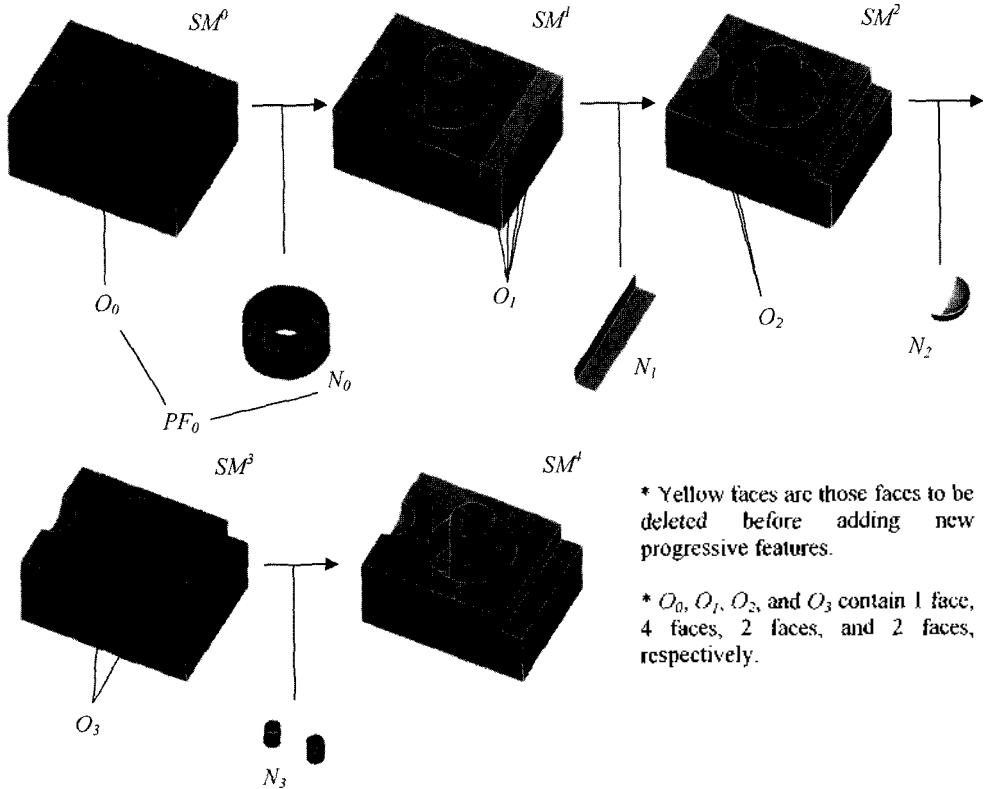 SM⁰
SM¹
SM²
O₀
N₀
PF₀
O₁
N₁
O₂
N₂
SM³
SM⁴
O₃
N₃
* Yellow faces are those faces to be
deleted before adding new
progressive features.
* O₀, O₁, O₂, and O₃ contain 1 face,
4 faces, 2 faces, and 2 faces,
respectively.